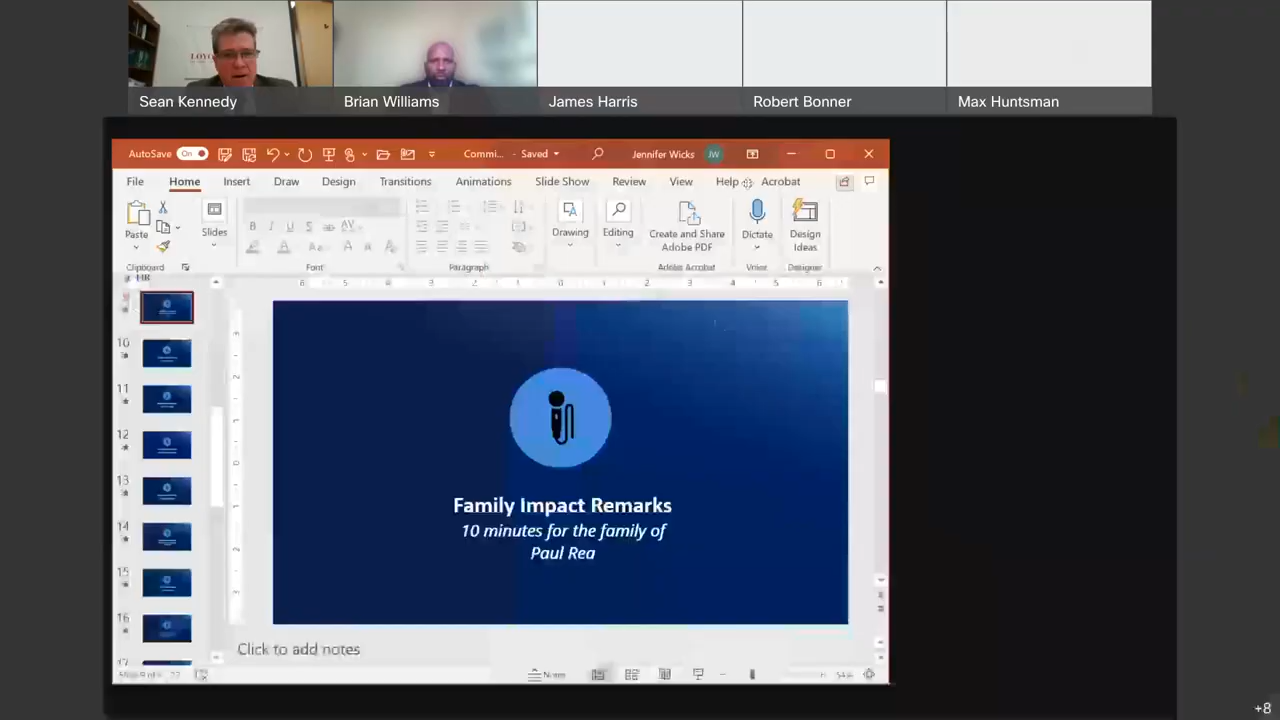 Sean Kennedy
Brian Williams
James Harris
Robert Bonner
Max Huntsman
AutoSave On
Commi... - Saved
Jennifer Wicks JW
File Home Insert Draw Design Transitions Animations Slide Show Review View Help Acrobat
Paste
Slides
Drawing
Editing
Create and Share
Adobe PDF
Dictate
Design
Ideas
Clipboard
Font
Paragraph
Adobe Acrobat
Voice
Designer
10
11
12
13
14
15
16
Family Impact Remarks
10 minutes for the family of
Paul Rea
Click to add notes
+8